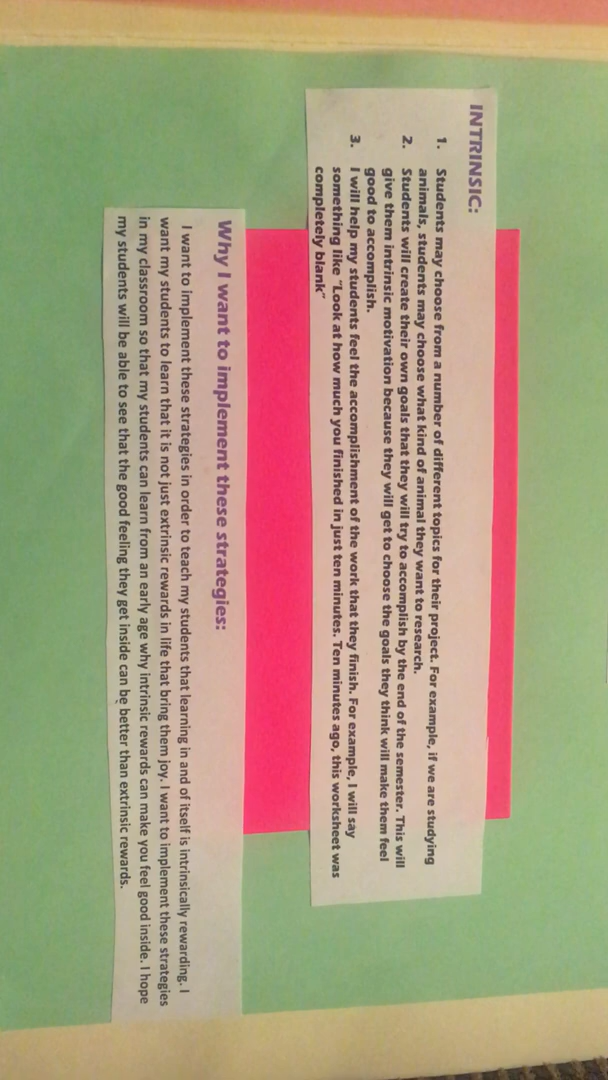 INTRINSIC:
1. Students may choose from a number of different topics for their project. For example, if we are studying
animals, students may choose what kind of animal they want to research.
2. Students will create their own goals that they will try to accomplish by the end of the semester. This will
give them intrinsic motivation because they will get to choose the goals they think will make them feel
good to accomplish.
3. I will help my students feel the accomplishment of the work that they finish. For example, I will say
something like "Look at how much you finished in just ten minutes. Ten minutes ago, this worksheet was
completely blank"
Why I want to implement these strategies:
I want to implement these strategies in order to teach my students that learning in and of itself is intrinsically rewarding. I
want my students to learn that it is not just extrinsic rewards in life that bring them joy. I want to implement these strategies
in my classroom so that my students can learn from an early age why intrinsic rewards can make you feel good inside. I hope
my students will be able to see that the good feeling they get inside can be better than extrinsic rewards.